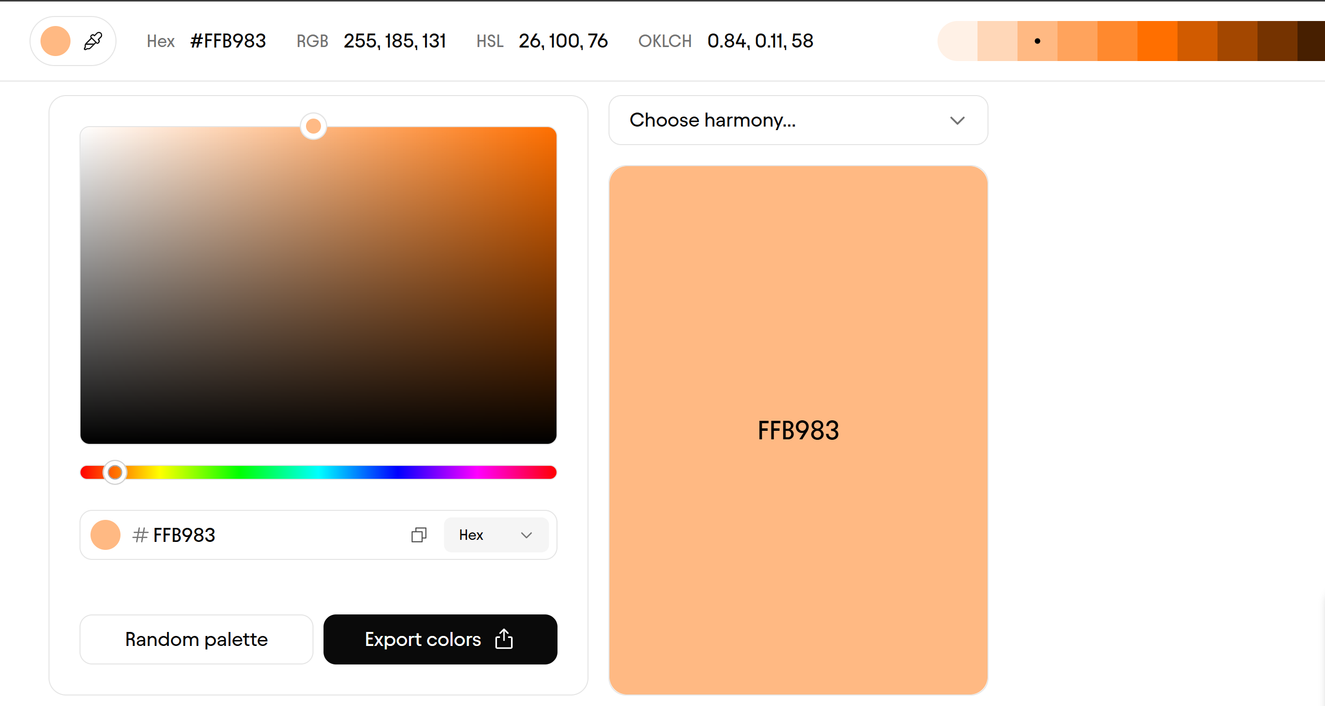 Hex #FFB983 RGB 255, 185, 131 HSL 26, 100, 76 OKLCH 0.84, 0.11, 58
Choose harmony...
FFB983
# FFB983 Hex
Random palette Export colors